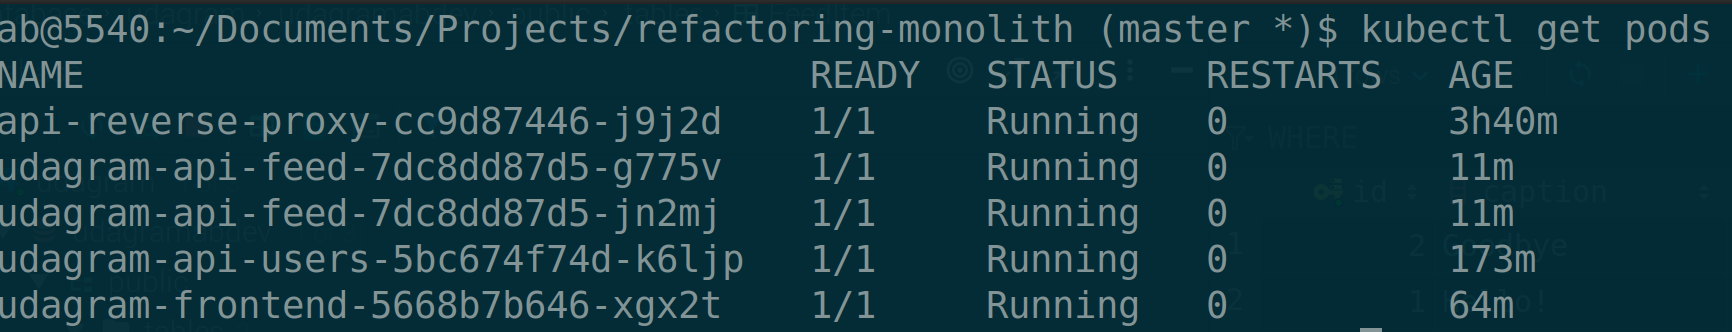 ab@5540:~/Documents/Projects/refactoring-monolith (master *)$ kubectl get pods
NAME READY STATUS RESTARTS AGE
api-reverse-proxy-cc9d87446-j9j2d 1/1 Running 0 3h40m
udagram-api-feed-7dc8dd87d5-g775v 1/1 Running 0 11m
udagram-api-feed-7dc8dd87d5-jn2mj 1/1 Running 0 11m
udagram-api-users-5bc674f74d-k6ljp 1/1 Running 0 173m
udagram-frontend-5668b7b646-xgx2t 1/1 Running 0 64m